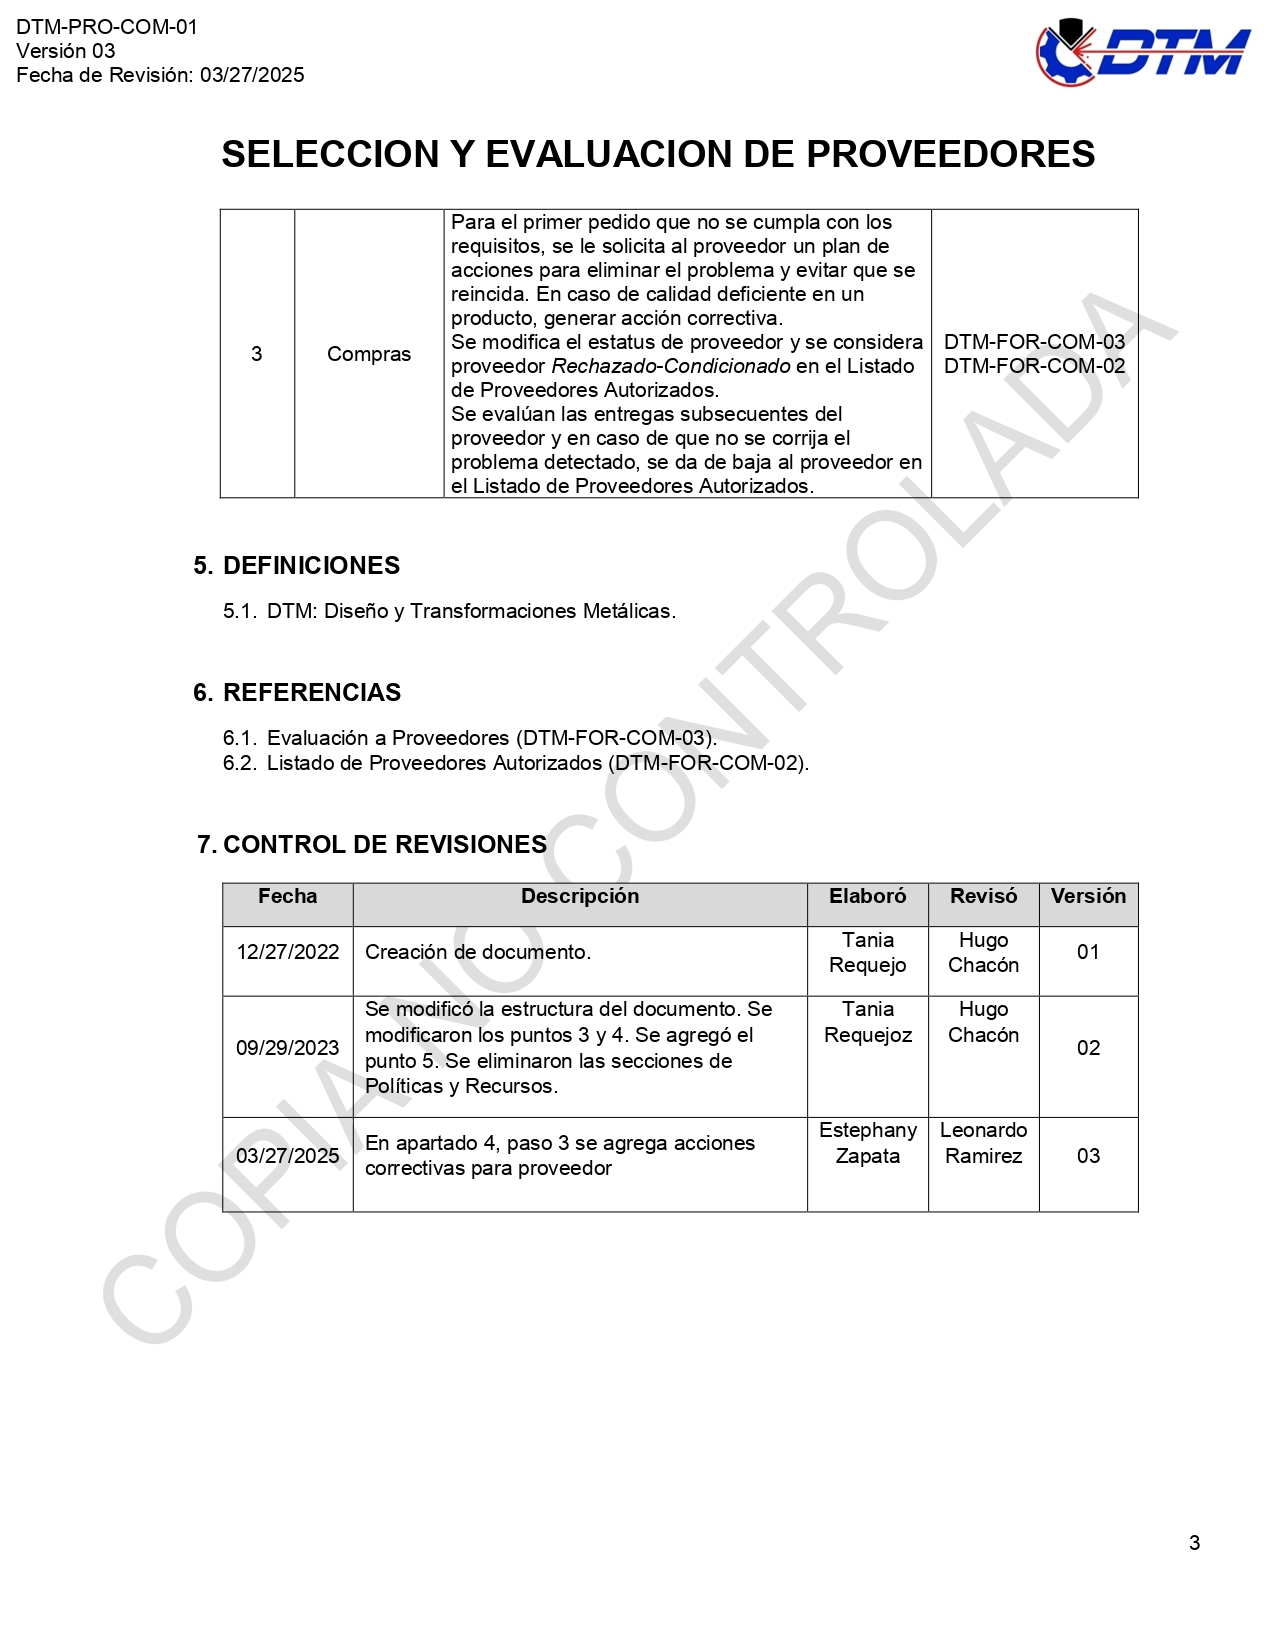 DTM-PRO-COM-01
Versión 03
Fecha de Revisión: 03/27/2025
DTM
SELECCION Y EVALUACION DE PROVEEDORES
3
Compras
Para el primer pedido que no se cumpla con los
requisitos, se le solicita al proveedor un plan de
acciones para eliminar el problema y evitar que se
reincida. En caso de calidad deficiente en un
producto, generar acción correctiva.
Se modifica el estatus de proveedor y se considera
proveedor Rechazado-Condicionado en el Listado
de Proveedores Autorizados.
Se evalúan las entregas subsecuentes del
proveedor y en caso de que no se corrija el
problema detectado, se da de baja al proveedor en
el Listado de Proveedores Autorizados.
DTM-FOR-COM-03
DTM-FOR-COM-02
5. DEFINICIONES
5.1. DTM: Diseño y Transformaciones Metálicas.
6. REFERENCIAS
6.1. Evaluación a Proveedores (DTM-FOR-COM-03).
6.2. Listado de Proveedores Autorizados (DTM-FOR-COM-02).
7. CONTROL DE REVISIONES
Fecha Descripción Elaboró Revisó Versión
12/27/2022
Creación de documento.
Tania
Requejo
Hugo
Chacón
01
09/29/2023
Se modificó la estructura del documento. Se
modificaron los puntos 3 y 4. Se agregó el
punto 5. Se eliminaron las secciones de
Políticas y Recursos.
Tania
Requejoz
Hugo
Chacón
02
03/27/2025
En apartado 4, paso 3 se agrega acciones
correctivas para proveedor
Estephany
Zapata
Leonardo
Ramirez
03
COPIA NO CONTROLADA
3